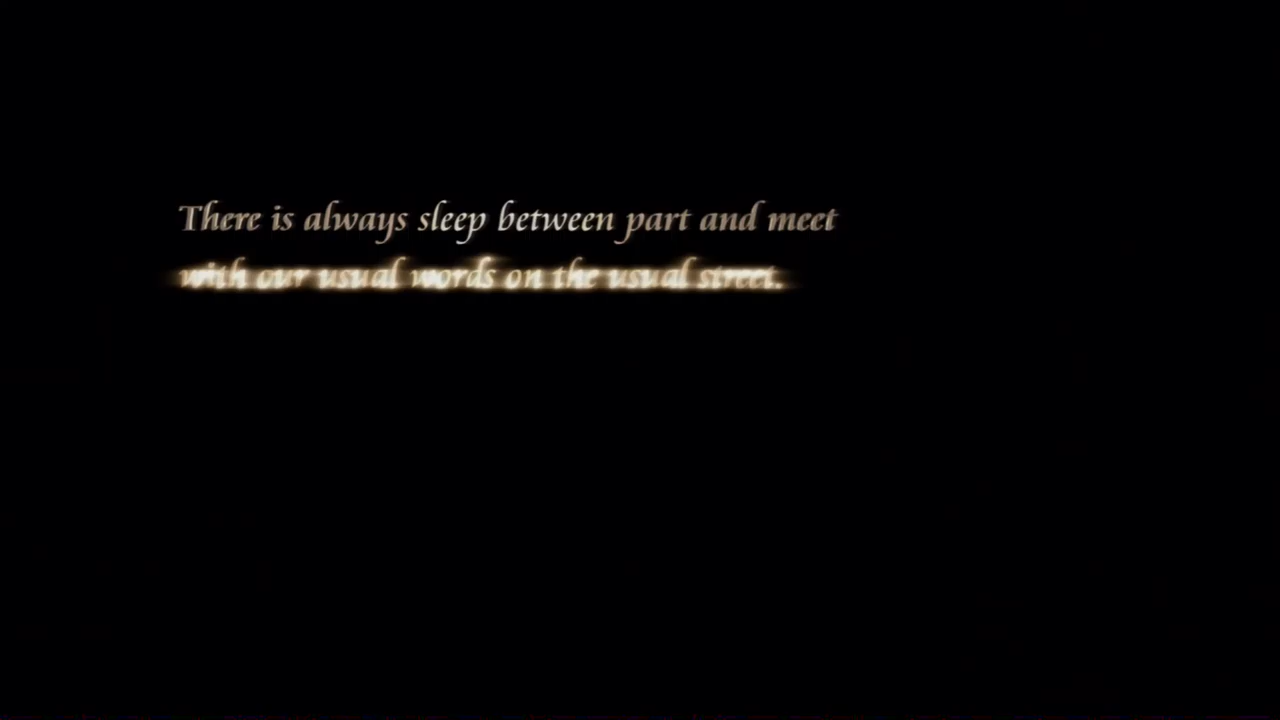 There is always sleep between part and meet
with our usual words on the usual street.